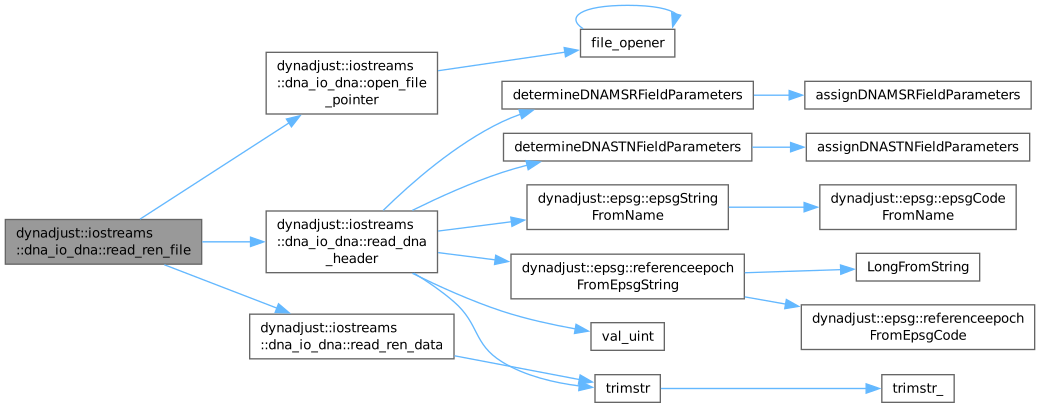 dynadjust::iostreams
::dna_io_dna::read_ren_file
dynadjust::iostreams
::dna_io_dna::open_file
_pointer
file_opener
dynadjust::iostreams
::dna_io_dna::read_dna
_header
determineDNAMSRFieldParameters
assignDNAMSRFieldParameters
determineDNASTNFieldParameters
assignDNASTNFieldParameters
dynadjust::epsg::epsgString
FromName
dynadjust::epsg::epsgCode
FromName
dynadjust::epsg::referenceepoch
FromEpsgString
LongFromString
dynadjust::epsg::referenceepoch
FromEpsgCode
val_uint
dynadjust::iostreams
::dna_io_dna::read_ren_data
trimstr
trimstr_